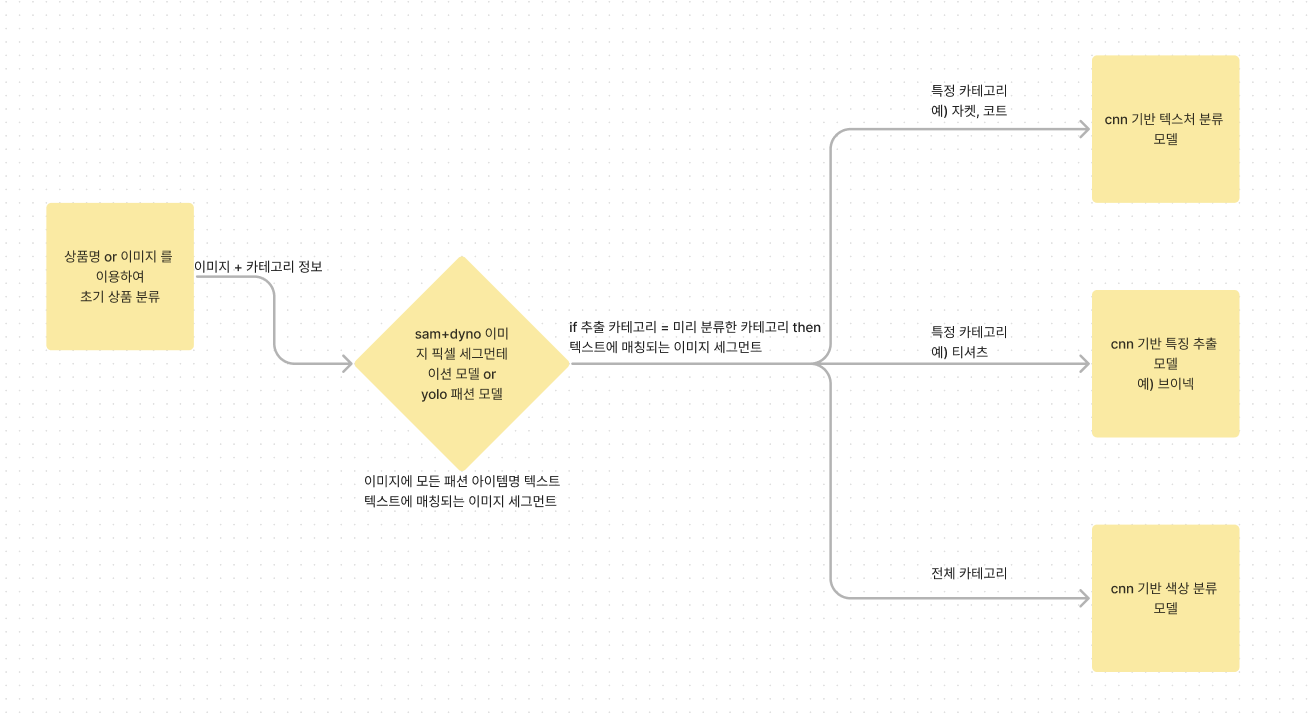 상품명 or 이미지 를
이용하여
초기 상품 분류
이미지 + 카테고리 정보
sam+dyno 이미
지 픽셀 세그먼테
이션 모델 or
yolo 패션 모델
이미지에 모든 패션 아이템명 텍스트
텍스트에 매칭되는 이미지 세그먼트
if 추출 카테고리 = 미리 분류한 카테고리 then
텍스트에 매칭되는 이미지 세그먼트
특정 카테고리
예) 자켓, 코트
cnn 기반 텍스처 분류
모델
특정 카테고리
예) 티셔츠
cnn 기반 특징 추출
모델
예) 브이넥
전체 카테고리
cnn 기반 색상 분류
모델